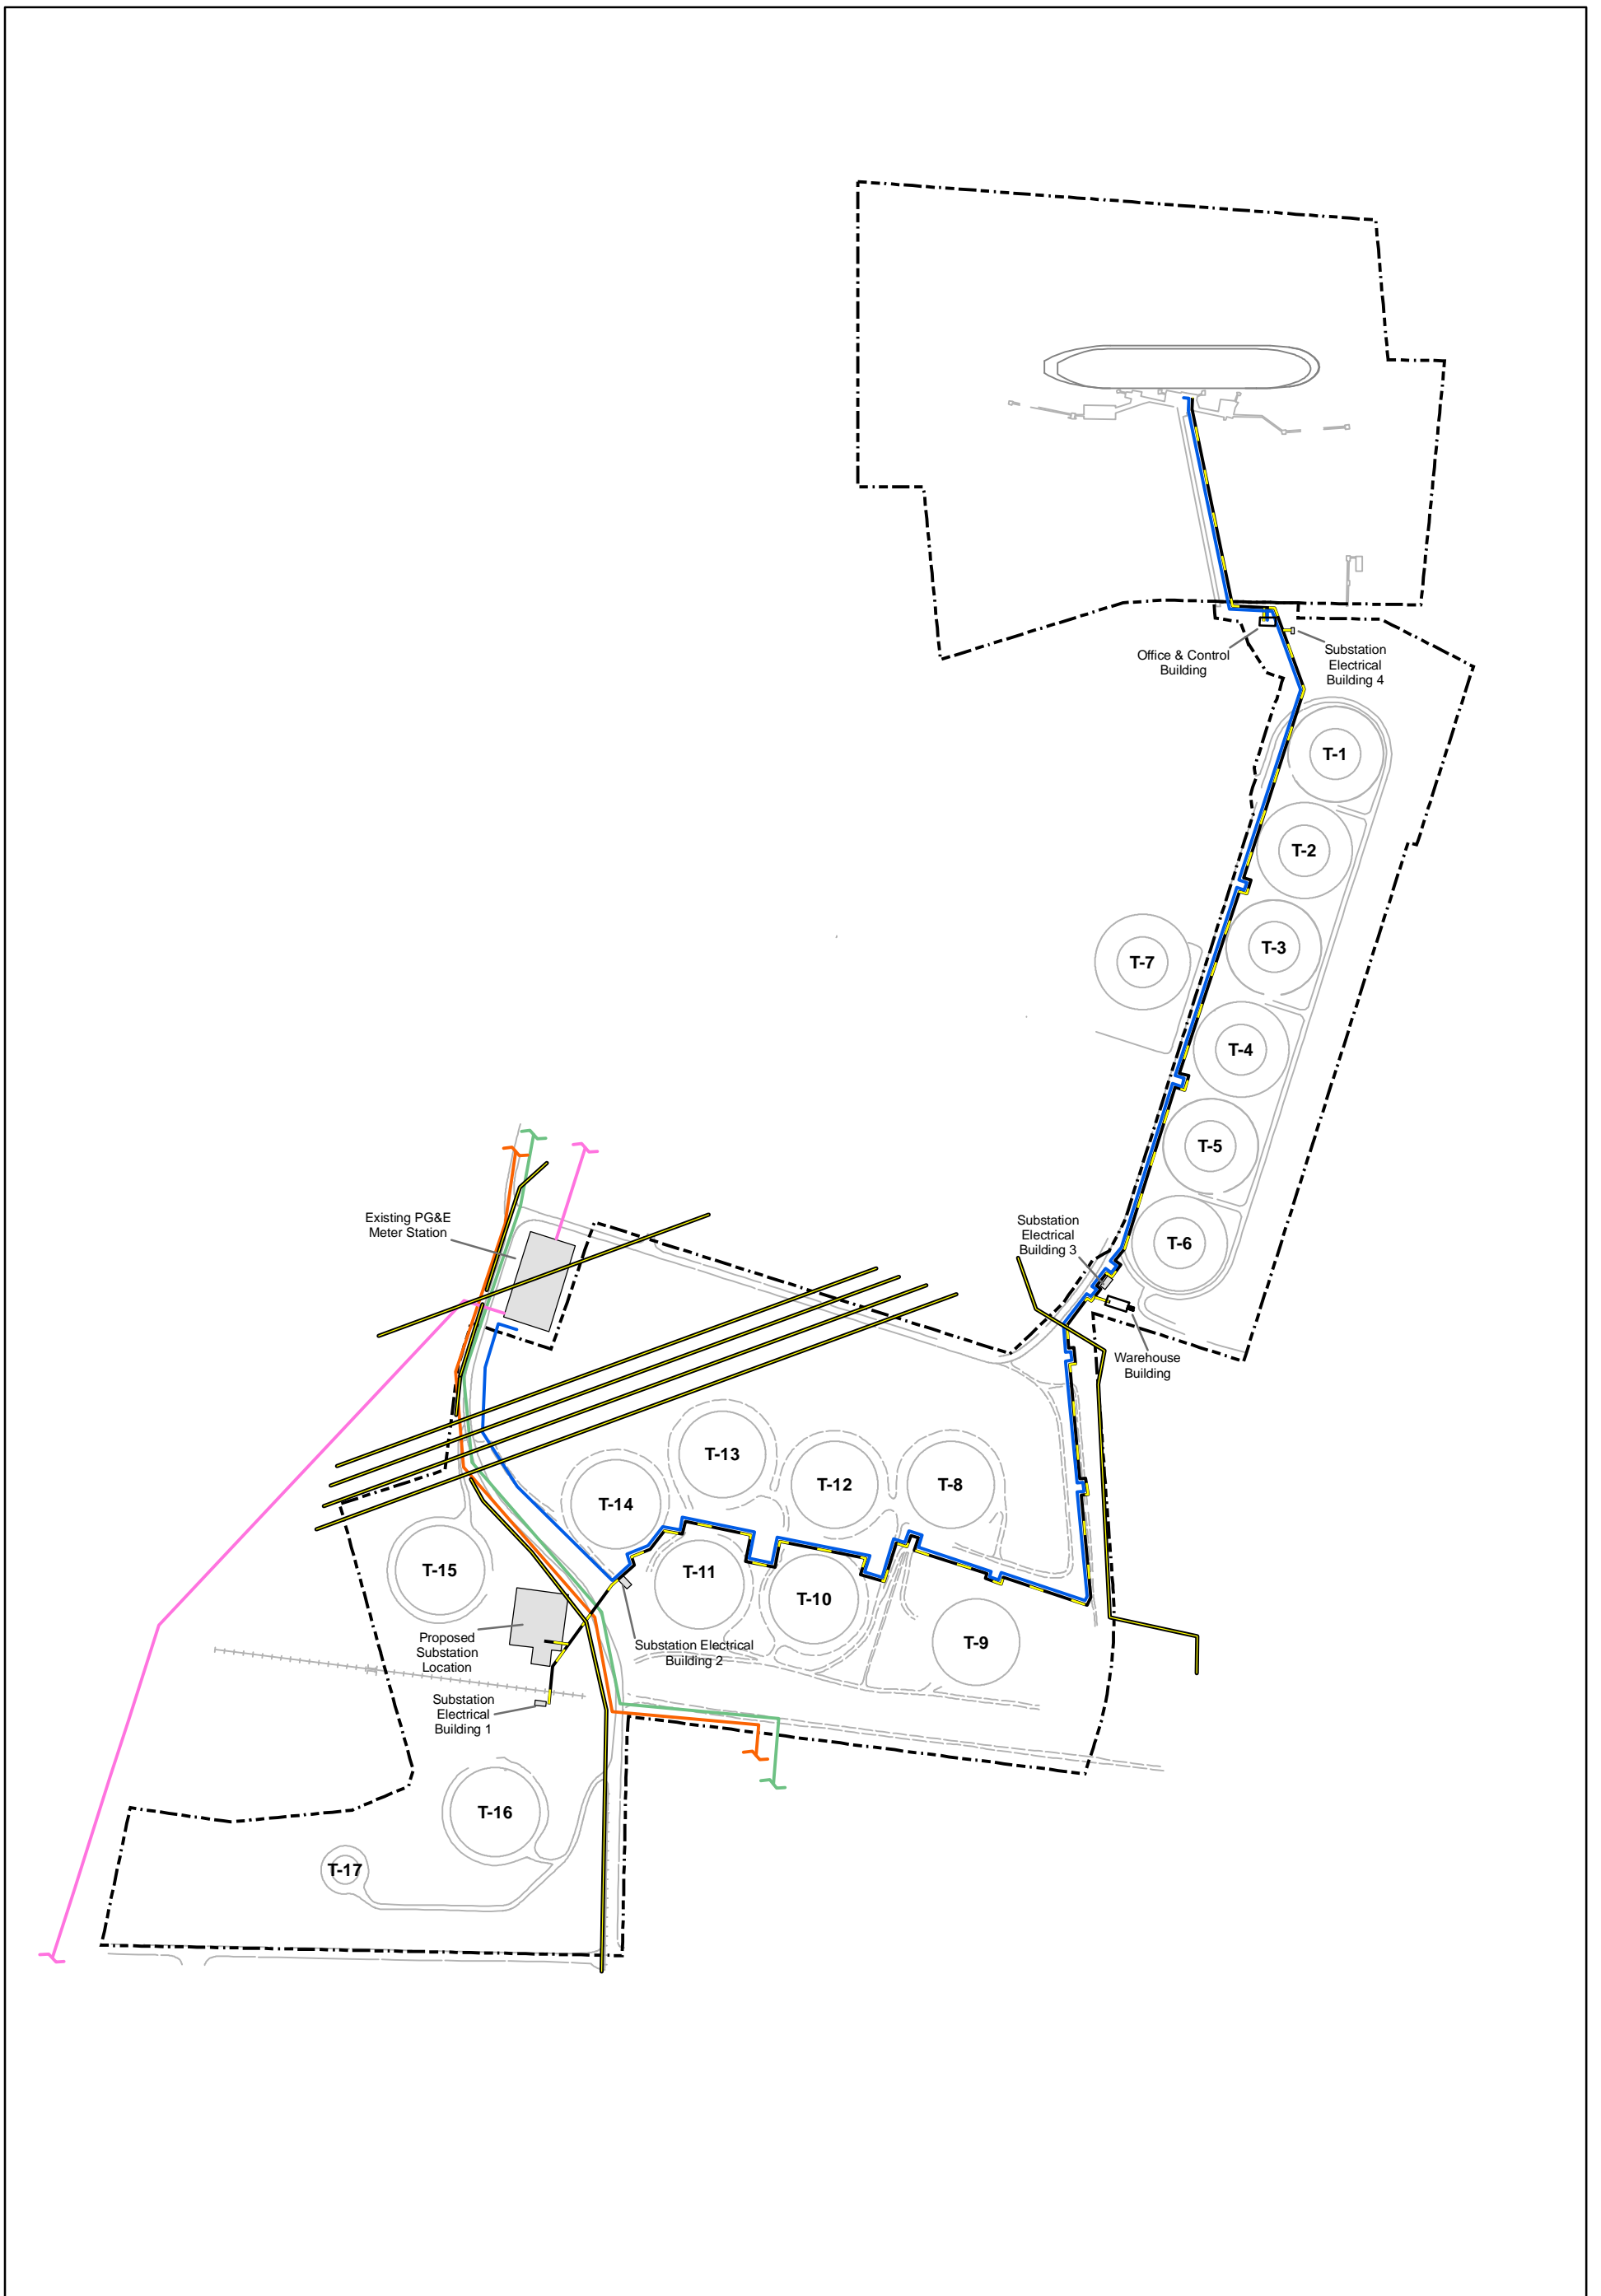 Office & Control
Building
Substation
Electrical
Building 4
T-1
T-2
T-3
T-7
T-4
T-5
Existing PG&E
Meter Station
Substation
Electrical
Building 3
T-6
Warehouse
Building
T-13
T-12
T-8
T-14
T-15
T-11
T-10
Proposed
Substation
Location
Substation Electrical
Building 2
T-9
Substation
Electrical
Building 1
T-16
T-17